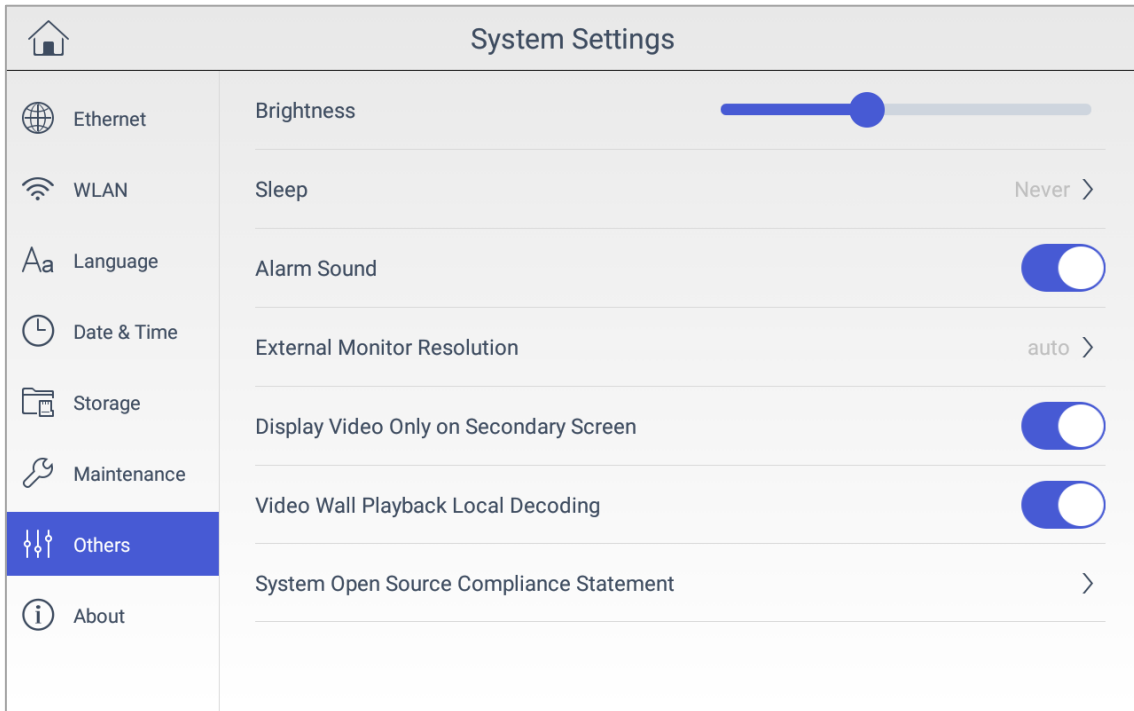 System Settings
Ethernet
WLAN
Aa Language
Date & Time
Storage
Maintenance
Others
About
Brightness
Sleep Never
Alarm Sound
External Monitor Resolution auto
Display Video Only on Secondary Screen
Video Wall Playback Local Decoding
System Open Source Compliance Statement